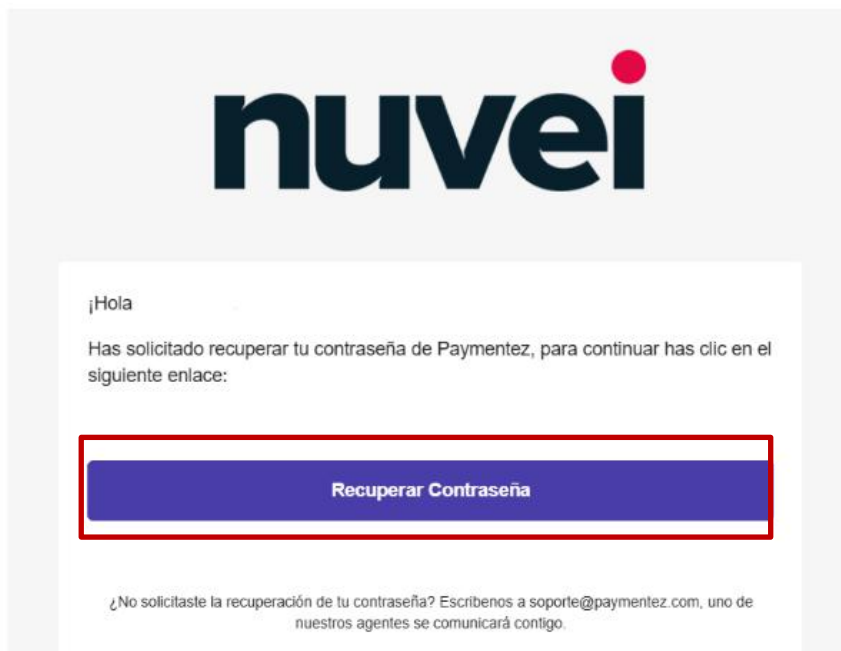 nuvei
¡Hola
Has solicitado recuperar tu contraseña de Paymentez, para continuar has clic en el
siguiente enlace:
Recuperar Contraseña
¿No solicitaste la recuperación de tu contraseña? Escríbenos a soporte@paymentez.com, uno de
nuestros agentes se comunicará contigo.